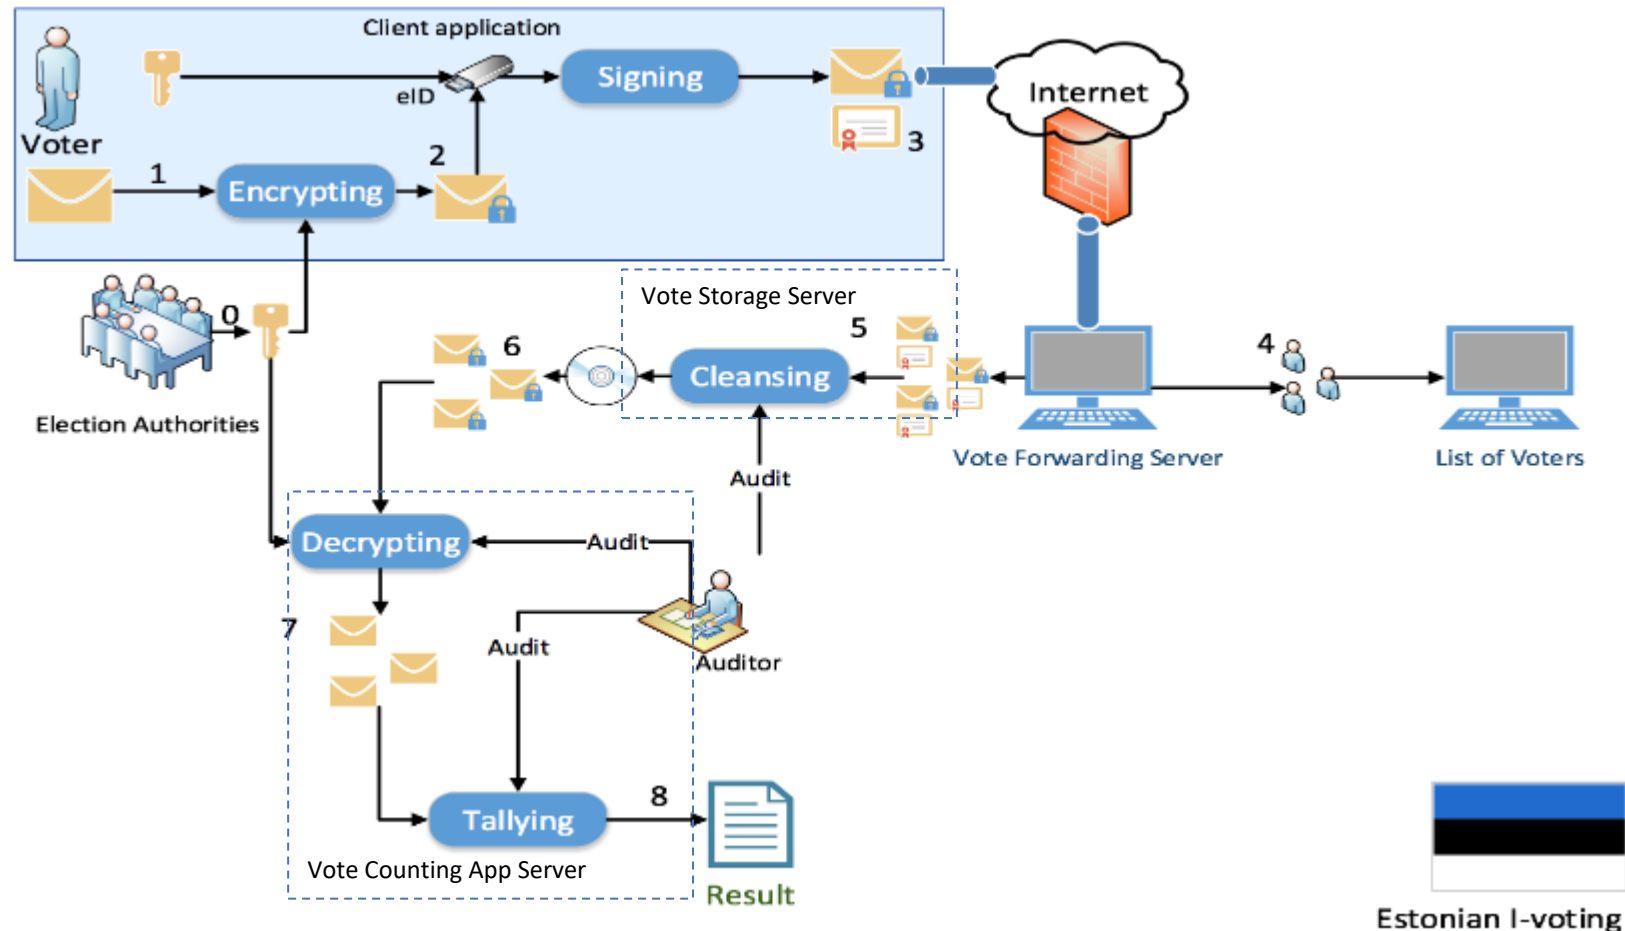 Client application
Voter
eID
Signing
3
Internet
1
Encrypting
2
0
Election Authorities
Vote Storage Server
5
6
Cleansing
4
Vote Forwarding Server
List of Voters
Audit
Decrypting
Audit
7
Audit
Auditor
Tallying
8
Vote Counting App Server
Result
Estonian I-voting